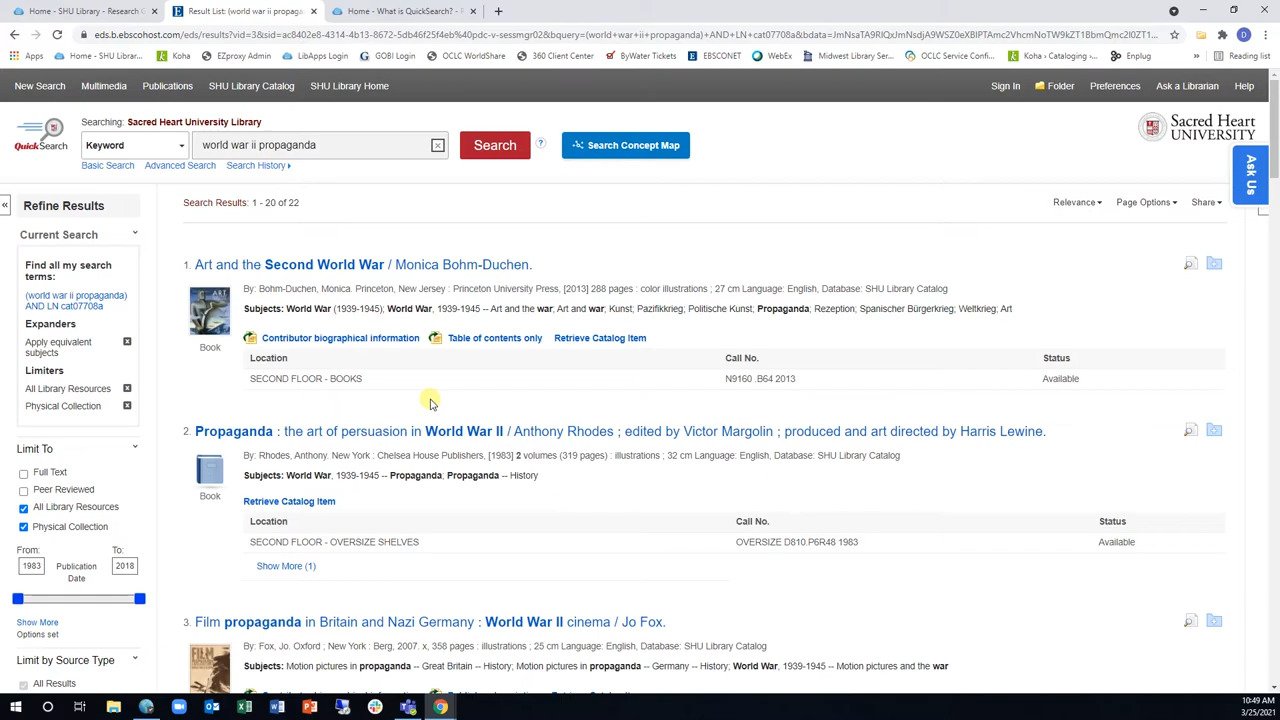 Home - SHU Library - Research G
Result List: (world war ii propaga
Home - What is QuickSearch? - R
eds.b.ebscohost.com/eds/results?vid=3&sid=ac8402e8-4314-4b13-8672-5db46f25f4eb%40pdc-v-sessmgr02&bquery=(world+war+ii+propaganda)+AND+LN+cat07708a&bdata=
Apps
Home - SHU Librar...
Koha
EZproxy Admin
LibApps Login
GOBI Login
OCLC WorldShare
360 Client Center
ByWater Tickets
EBSCONET
WebEx
Midwest Library Ser...
OCLC Service Confi...
Koha › Cataloging ›...
Enplug
»
Reading list
New Search
Multimedia
Publications
SHU Library Catalog
SHU Library Home
Sign In
Folder
Preferences
Ask a Librarian
Help
Searching: Sacred Heart University Library
QuickSearch
Keyword
world war ii propaganda
Search
Search Concept Map
Basic Search
Advanced Search
Search History
Sacred Heart
UNIVERSITY
Ask Us
Refine Results
Current Search
Find all my search
terms:
(world war ii propaganda)
AND LN cat07708a
Expanders
Apply equivalent
subjects
Limiters
All Library Resources
Physical Collection
Limit To
Full Text
Peer Reviewed
All Library Resources
Physical Collection
From:
To:
1983
Publication
Date
2018
Show More
Options set
Limit by Source Type
All Results
Search Results: 1 - 20 of 22
Relevance
Page Options
Share
1. Art and the Second World War / Monica Bohm-Duchen.
By: Bohm-Duchen, Monica. Princeton, New Jersey : Princeton University Press, [2013] 288 pages : color illustrations ; 27 cm Language: English, Database: SHU Library Catalog
Subjects: World War (1939-1945); World War, 1939-1945 -- Art and the war; Art and war; Kunst; Pazifikkrieg; Politische Kunst; Propaganda; Rezeption; Spanischer Bürgerkrieg; Weltkrieg; Art
Book
Contributor biographical information
Table of contents only
Retrieve Catalog Item
Location
Call No.
Status
SECOND FLOOR - BOOKS
N9160 .B64 2013
Available
2. Propaganda : the art of persuasion in World War II / Anthony Rhodes ; edited by Victor Margolin ; produced and art directed by Harris Lewine.
By: Rhodes, Anthony. New York : Chelsea House Publishers, [1983] 2 volumes (319 pages) : illustrations ; 32 cm Language: English, Database: SHU Library Catalog
Subjects: World War, 1939-1945 -- Propaganda; Propaganda -- History
Book
Retrieve Catalog Item
Location
Call No.
Status
SECOND FLOOR - OVERSIZE SHELVES
OVERSIZE D810.P6R48 1983
Available
Show More (1)
3. Film propaganda in Britain and Nazi Germany : World War II cinema / Jo Fox.
By: Fox, Jo. Oxford ; New York : Berg, 2007. x, 358 pages : illustrations ; 25 cm Language: English, Database: SHU Library Catalog
Subjects: Motion pictures in propaganda -- Great Britain -- History; Motion pictures in propaganda -- Germany -- History; World War, 1939-1945 -- Motion pictures and the war
10:49 AM
3/25/2021